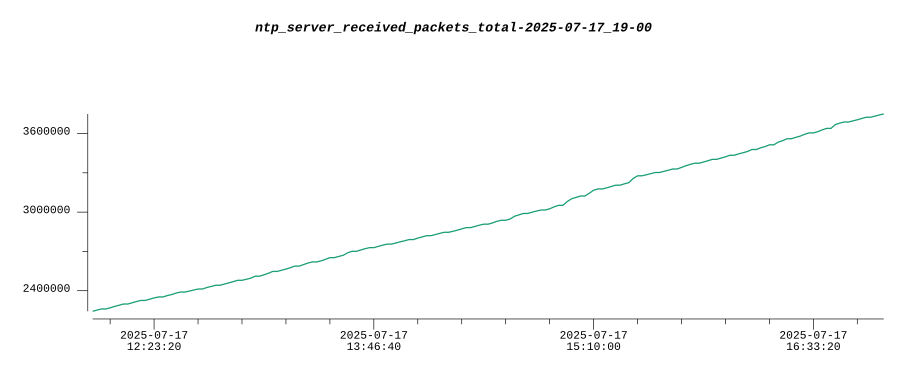 ntp_server_received_packets_total-2025-07-17_19-00
3600000
3000000
2400000
2025-07-17 2025-07-17 2025-07-17 2025-07-17
12:23:20 13:46:40 15:10:00 16:33:20